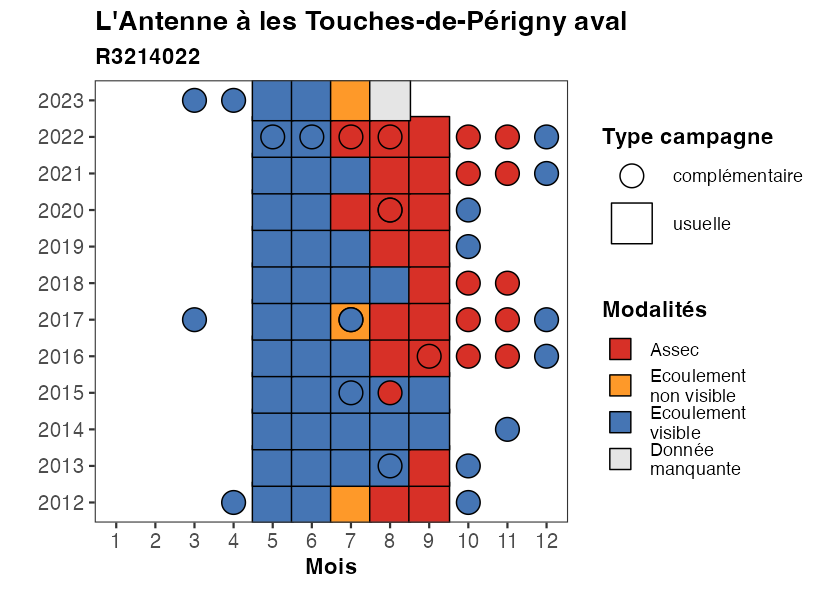 L'Antenne à les Touches-de-Périgny aval
R3214022
2023
2022
2021
2020
2019
2018
2017
2016
2015
2014
2013
2012
1 2 3 4 5 6 7 8 9 10 11 12
Mois
Type campagne
complémentaire
usuelle
Modalités
Assec
Ecoulement
non visible
Ecoulement
visible
Donnée
manquante